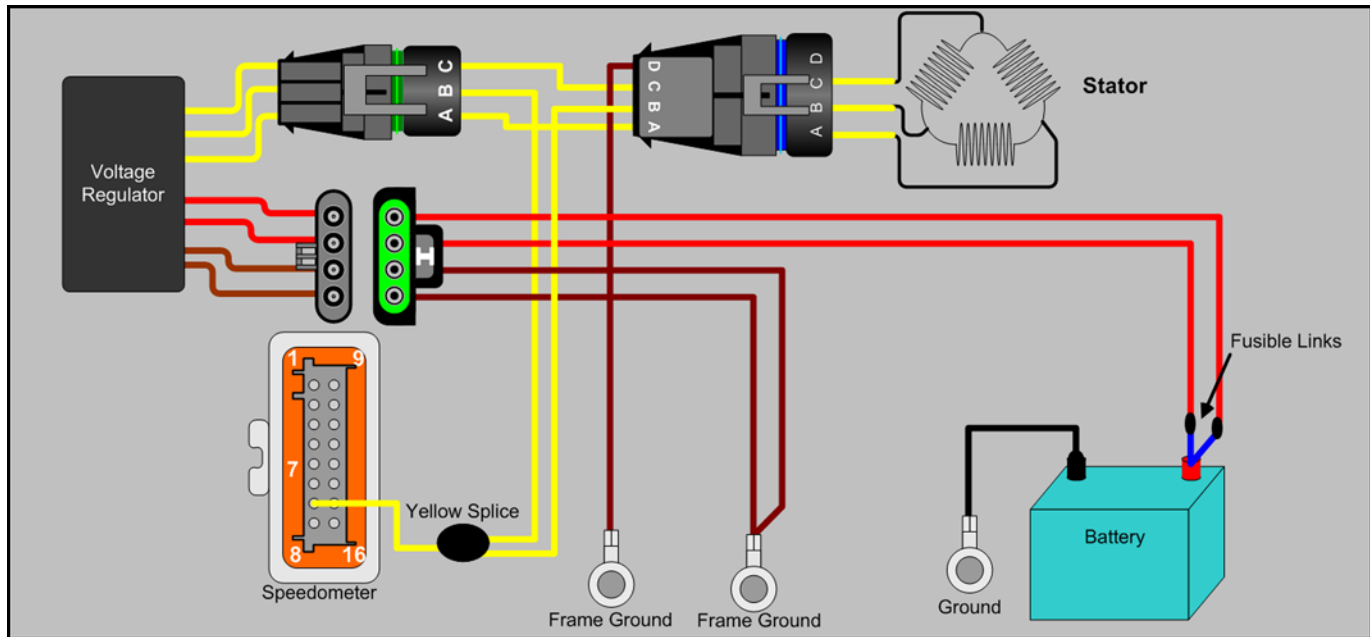 Voltage
Regulator
A B C
D
C
B
A
A B C D
Stator
1 9
7
8 16
Speedometer
Yellow Splice
Frame Ground
Frame Ground
Ground
Battery
Fusible Links